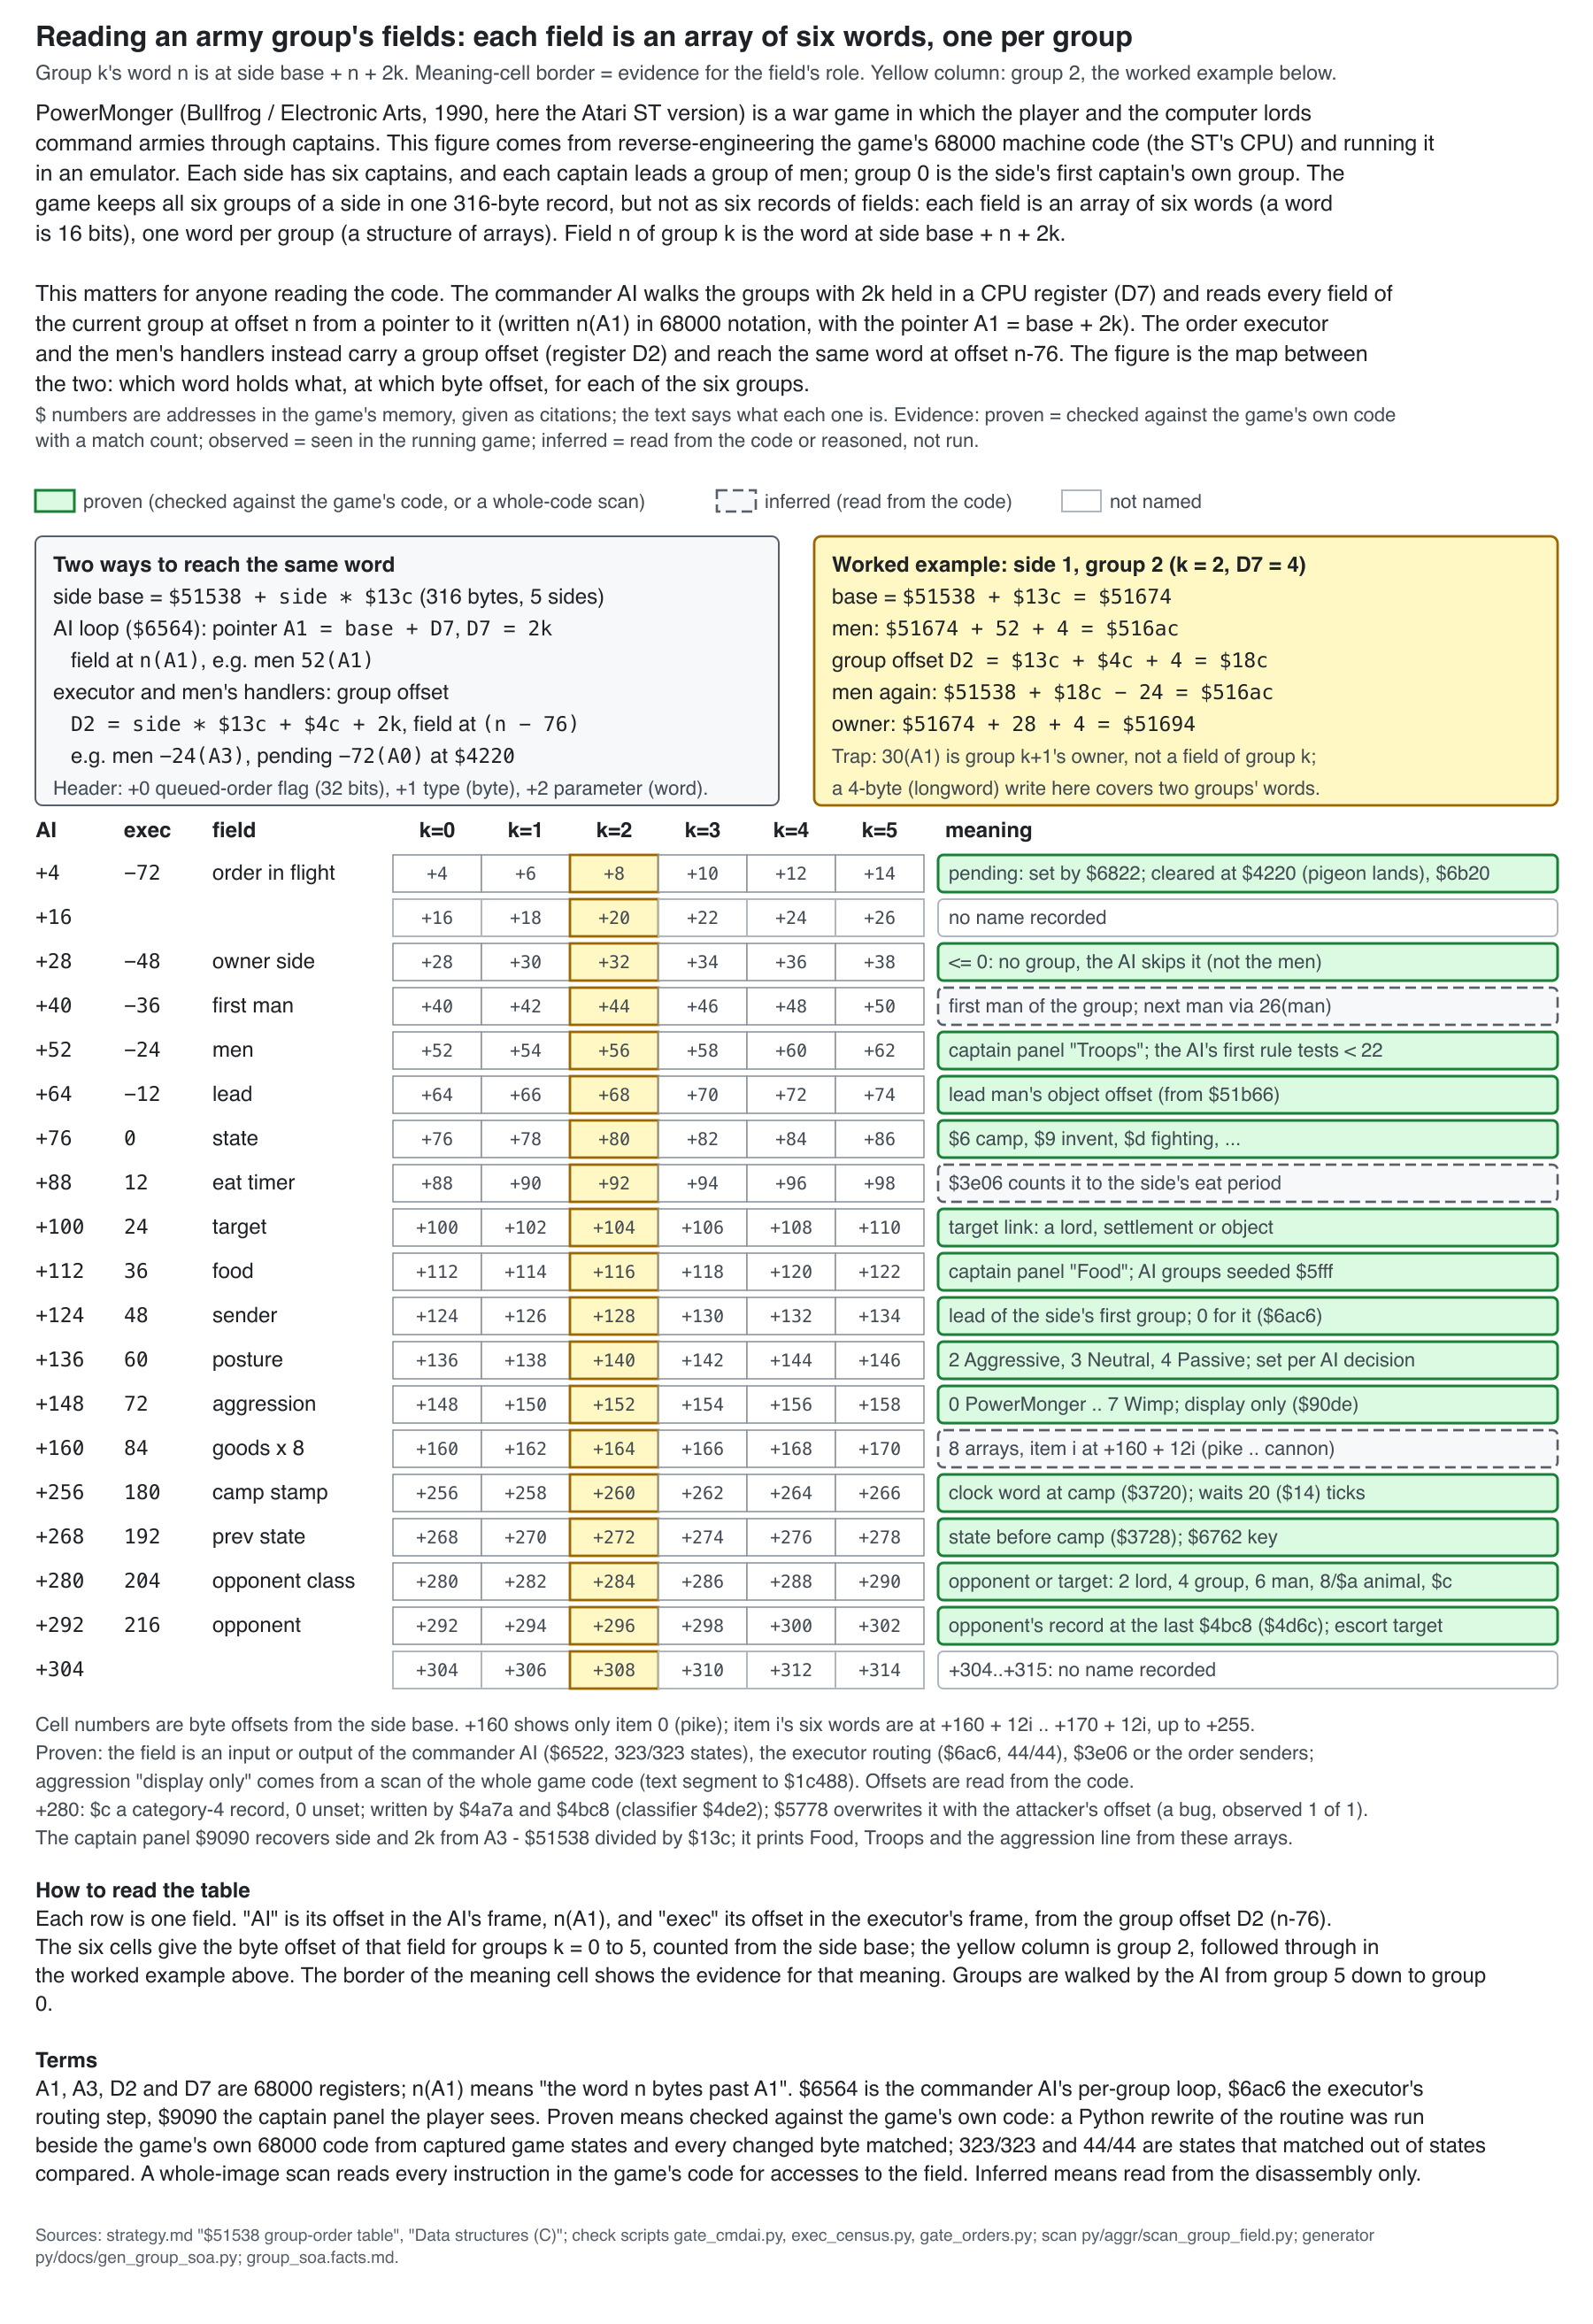 Reading an army group's fields: each field is an array of six words, one per group
Group k's word n is at side base + n + 2k. Meaning-cell border = evidence for the field's role. Yellow column: group 2, the worked example below.
PowerMonger (Bullfrog / Electronic Arts, 1990, here the Atari ST version) is a war game in which the player and the computer lords
command armies through captains. This figure comes from reverse-engineering the game's 68000 machine code (the ST's CPU) and running it
in an emulator. Each side has six captains, and each captain leads a group of men; group 0 is the side's first captain's own group. The
game keeps all six groups of a side in one 316-byte record, but not as six records of fields: each field is an array of six words (a word
is 16 bits), one word per group (a structure of arrays). Field n of group k is the word at side base + n + 2k.
This matters for anyone reading the code. The commander AI walks the groups with 2k held in a CPU register (D7) and reads every field of
the current group at offset n from a pointer to it (written n(A1) in 68000 notation, with the pointer A1 = base + 2k). The order executor
and the men's handlers instead carry a group offset (register D2) and reach the same word at offset n-76. The figure is the map between
the two: which word holds what, at which byte offset, for each of the six groups.
$ numbers are addresses in the game's memory, given as citations; the text says what each one is. Evidence: proven = checked against the game's own code
with a match count; observed = seen in the running game; inferred = read from the code or reasoned, not run.
proven (checked against the game's code, or a whole-code scan) inferred (read from the code) not named
Two ways to reach the same word
side base = $51538 + side * $13c (316 bytes, 5 sides)
AI loop ($6564): pointer A1 = base + D7, D7 = 2k
field at n(A1), e.g. men 52(A1)
executor and men's handlers: group offset
D2 = side * $13c + $4c + 2k, field at (n − 76)
e.g. men −24(A3), pending −72(A0) at $4220
Header: +0 queued-order flag (32 bits), +1 type (byte), +2 parameter (word).
Worked example: side 1, group 2 (k = 2, D7 = 4)
base = $51538 + $13c = $51674
men: $51674 + 52 + 4 = $516ac
group offset D2 = $13c + $4c + 4 = $18c
men again: $51538 + $18c − 24 = $516ac
owner: $51674 + 28 + 4 = $51694
Trap: 30(A1) is group k+1's owner, not a field of group k;
a 4-byte (longword) write here covers two groups' words.
AI exec field k=0 k=1 k=2 k=3 k=4 k=5 meaning
+4 −72 order in flight +4 +6 +8 +10 +12 +14 pending: set by $6822; cleared at $4220 (pigeon lands), $6b20
+16 +16 +18 +20 +22 +24 +26 no name recorded
+28 −48 owner side +28 +30 +32 +34 +36 +38 <= 0: no group, the AI skips it (not the men)
+40 −36 first man +40 +42 +44 +46 +48 +50 first man of the group; next man via 26(man)
+52 −24 men +52 +54 +56 +58 +60 +62 captain panel "Troops"; the AI's first rule tests < 22
+64 −12 lead +64 +66 +68 +70 +72 +74 lead man's object offset (from $51b66)
+76 0 state +76 +78 +80 +82 +84 +86 $6 camp, $9 invent, $d fighting, ...
+88 12 eat timer +88 +90 +92 +94 +96 +98 $3e06 counts it to the side's eat period
+100 24 target +100 +102 +104 +106 +108 +110 target link: a lord, settlement or object
+112 36 food +112 +114 +116 +118 +120 +122 captain panel "Food"; AI groups seeded $5fff
+124 48 sender +124 +126 +128 +130 +132 +134 lead of the side's first group; 0 for it ($6ac6)
+136 60 posture +136 +138 +140 +142 +144 +146 2 Aggressive, 3 Neutral, 4 Passive; set per AI decision
+148 72 aggression +148 +150 +152 +154 +156 +158 0 PowerMonger .. 7 Wimp; display only ($90de)
+160 84 goods x 8 +160 +162 +164 +166 +168 +170 8 arrays, item i at +160 + 12i (pike .. cannon)
+256 180 camp stamp +256 +258 +260 +262 +264 +266 clock word at camp ($3720); waits 20 ($14) ticks
+268 192 prev state +268 +270 +272 +274 +276 +278 state before camp ($3728); $6762 key
+280 204 opponent class +280 +282 +284 +286 +288 +290 opponent or target: 2 lord, 4 group, 6 man, 8/$a animal, $c
+292 216 opponent +292 +294 +296 +298 +300 +302 opponent's record at the last $4bc8 ($4d6c); escort target
+304 +304 +306 +308 +310 +312 +314 +304..+315: no name recorded
Cell numbers are byte offsets from the side base. +160 shows only item 0 (pike); item i's six words are at +160 + 12i .. +170 + 12i, up to +255.
Proven: the field is an input or output of the commander AI ($6522, 323/323 states), the executor routing ($6ac6, 44/44), $3e06 or the order senders;
aggression "display only" comes from a scan of the whole game code (text segment to $1c488). Offsets are read from the code.
+280: $c a category-4 record, 0 unset; written by $4a7a and $4bc8 (classifier $4de2); $5778 overwrites it with the attacker's offset (a bug, observed 1 of 1).
The captain panel $9090 recovers side and 2k from A3 - $51538 divided by $13c; it prints Food, Troops and the aggression line from these arrays.
How to read the table
Each row is one field. "AI" is its offset in the AI's frame, n(A1), and "exec" its offset in the executor's frame, from the group offset D2 (n-76).
The six cells give the byte offset of that field for groups k = 0 to 5, counted from the side base; the yellow column is group 2, followed through in
the worked example above. The border of the meaning cell shows the evidence for that meaning. Groups are walked by the AI from group 5 down to group
0.
Terms
A1, A3, D2 and D7 are 68000 registers; n(A1) means "the word n bytes past A1". $6564 is the commander AI's per-group loop, $6ac6 the executor's
routing step, $9090 the captain panel the player sees. Proven means checked against the game's own code: a Python rewrite of the routine was run
beside the game's own 68000 code from captured game states and every changed byte matched; 323/323 and 44/44 are states that matched out of states
compared. A whole-image scan reads every instruction in the game's code for accesses to the field. Inferred means read from the disassembly only.
Sources: strategy.md "$51538 group-order table", "Data structures (C)"; check scripts gate_cmdai.py, exec_census.py, gate_orders.py; scan py/aggr/scan_group_field.py; generator
py/docs/gen_group_soa.py; group_soa.facts.md.